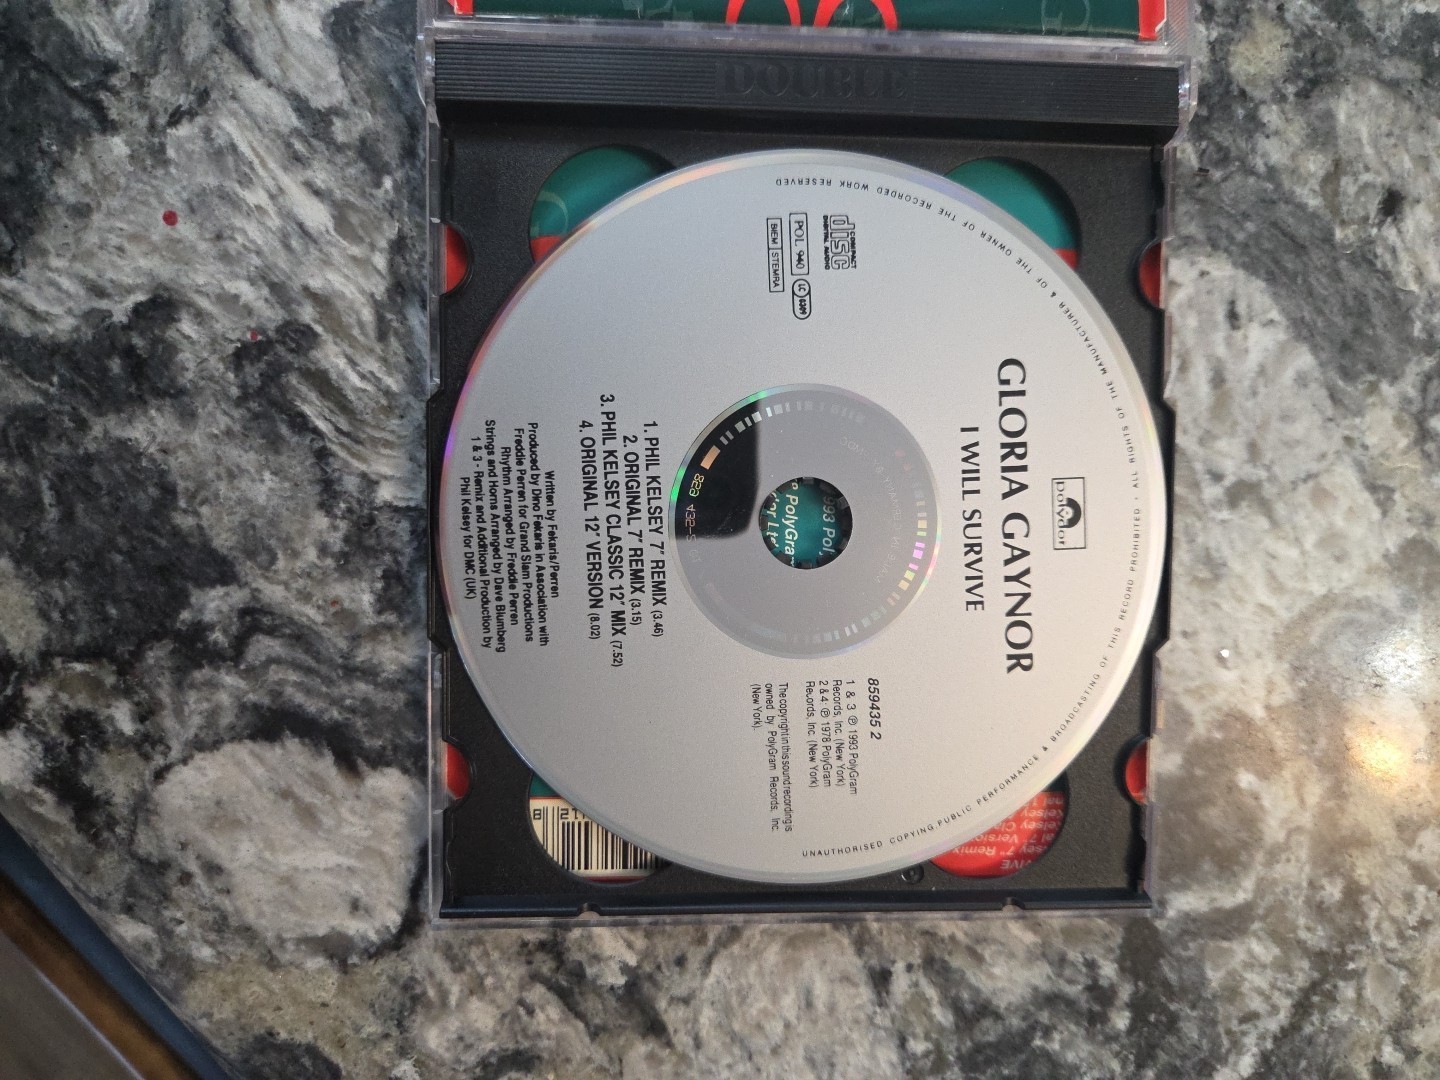 DOUBLE
polydor
GLORIA GAYNOR
I WILL SURVIVE
COMPACT
disc
DIGITAL AUDIO
POL 940
LC 0309
BIEM STEMRA
859435 2
1 & 3 ℗ 1993 PolyGram
Records, Inc. (New York)
2 & 4: ℗ 1978 PolyGram
Records, Inc. (New York)
The copyright in this sound recording is
owned by PolyGram Records, Inc.
(New York).
1. PHIL KELSEY 7" REMIX (3.46)
2. ORIGINAL 7" REMIX (3.15)
3. PHIL KELSEY CLASSIC 12" MIX (7.52)
4. ORIGINAL 12" VERSION (8.02)
Written by Fekaris/Perren
Produced by Dino Fekaris in Association with
Freddie Perren for Grand Slam Productions
Rhythm Arranged by Freddie Perren
Strings and Horns Arranged by Dave Blumberg
1 & 3 - Remix and Additional Production by
Phil Kelsey for DMC (UK)
ALL RIGHTS OF THE MANUFACTURER & OF THE OWNER OF THE RECORDED WORK RESERVED
UNAUTHORISED COPYING, PUBLIC PERFORMANCE & BROADCASTING OF THIS RECORD PROHIBITED •
993 Pol
PolyGra